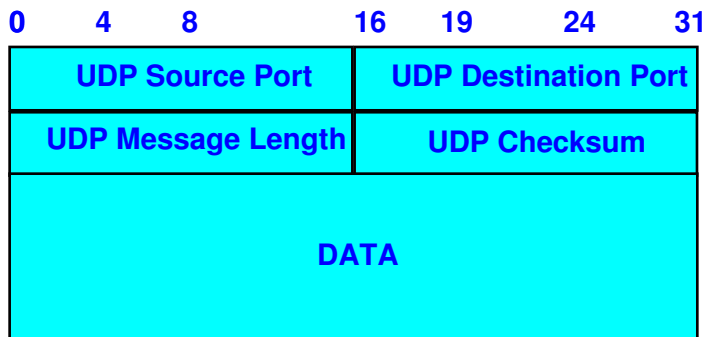 0 4 8 16 19 24 31
UDP Source Port UDP Destination Port
UDP Message Length UDP Checksum
DATA